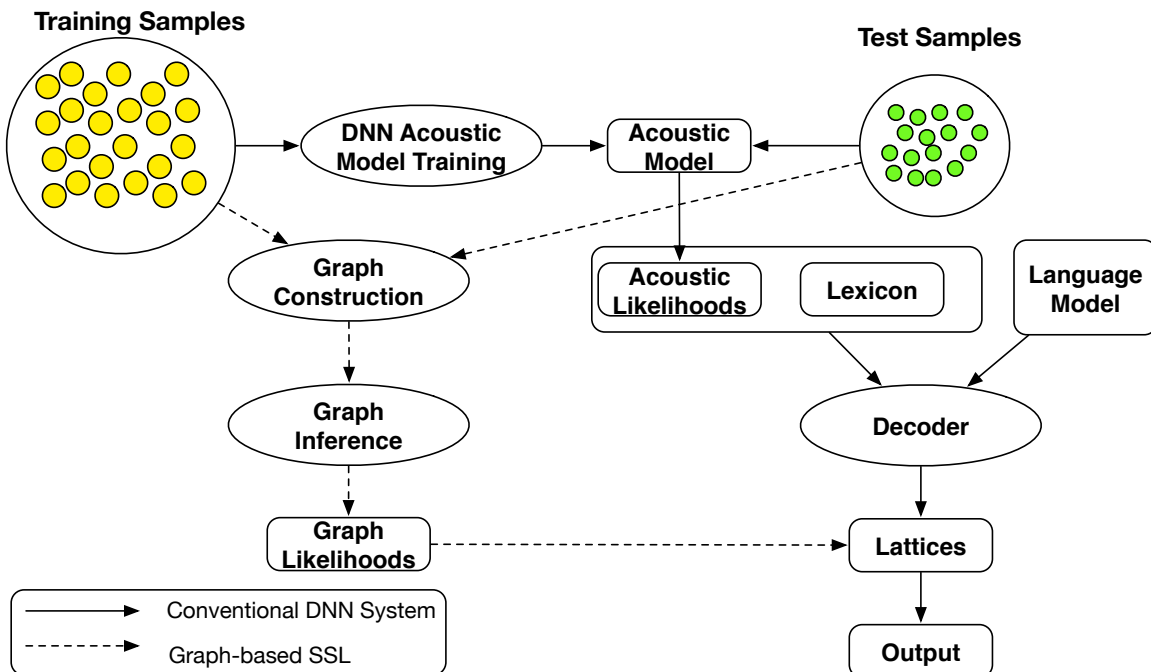 Training Samples
Test Samples
DNN Acoustic
Model Training
Acoustic
Model
Graph
Construction
Acoustic
Likelihoods
Lexicon
Language
Model
Graph
Inference
Decoder
Graph
Likelihoods
Lattices
Conventional DNN System
Graph-based SSL
Output